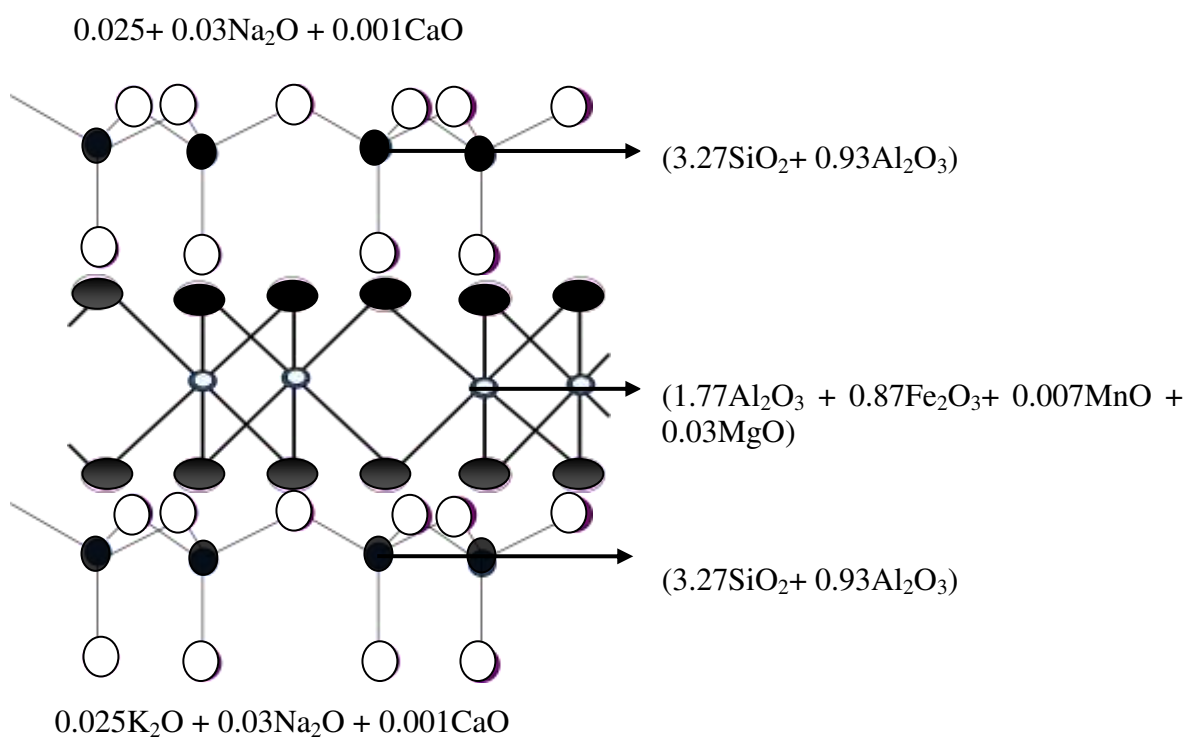 0.025+ 0.03Na₂O + 0.001CaO
(3.27SiO₂+ 0.93Al₂O₃)
(1.77Al₂O₃ + 0.87Fe₂O₃+ 0.007MnO +
0.03MgO)
(3.27SiO₂+ 0.93Al₂O₃)
0.025K₂O + 0.03Na₂O + 0.001CaO